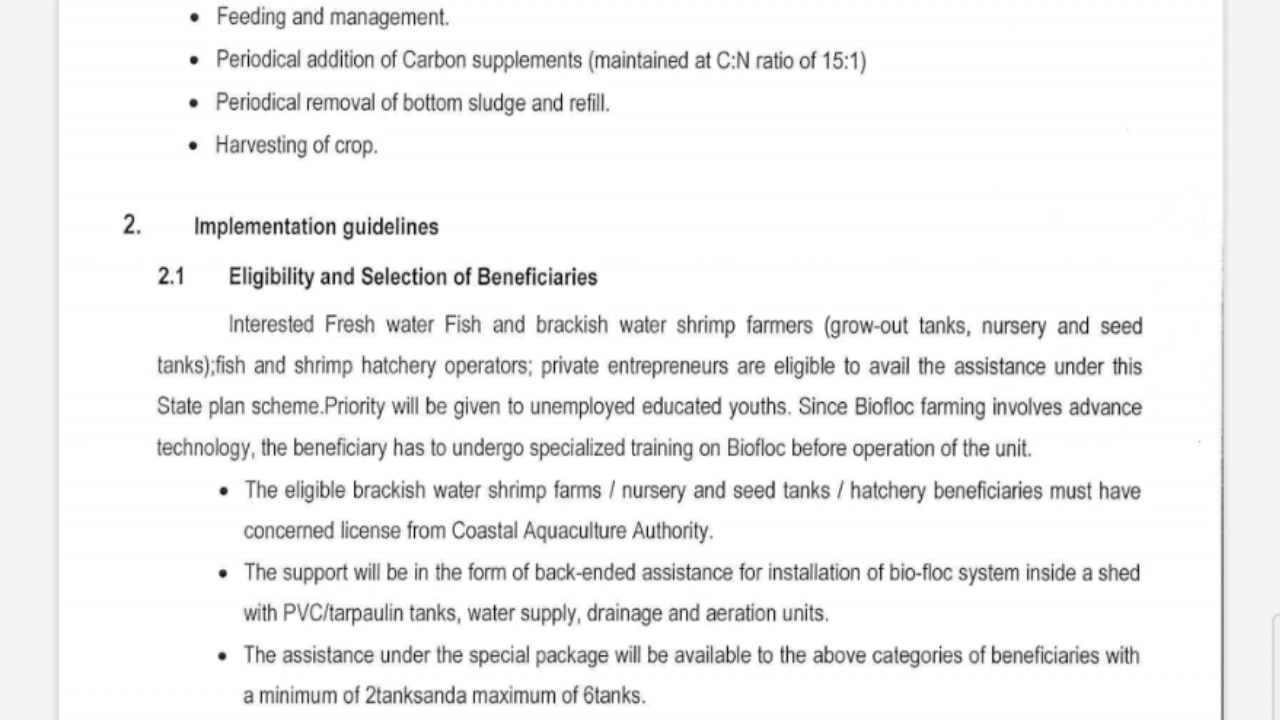 • Feeding and management.
• Periodical addition of Carbon supplements (maintained at C:N ratio of 15:1)
• Periodical removal of bottom sludge and refill.
• Harvesting of crop.
2. Implementation guidelines
2.1 Eligibility and Selection of Beneficiaries
Interested Fresh water Fish and brackish water shrimp farmers (grow-out tanks, nursery and seed
tanks);fish and shrimp hatchery operators; private entrepreneurs are eligible to avail the assistance under this
State plan scheme.Priority will be given to unemployed educated youths. Since Biofloc farming involves advance
technology, the beneficiary has to undergo specialized training on Biofloc before operation of the unit.
• The eligible brackish water shrimp farms / nursery and seed tanks / hatchery beneficiaries must have
concerned license from Coastal Aquaculture Authority.
• The support will be in the form of back-ended assistance for installation of bio-floc system inside a shed
with PVC/tarpaulin tanks, water supply, drainage and aeration units.
• The assistance under the special package will be available to the above categories of beneficiaries with
a minimum of 2tanksanda maximum of 6tanks.